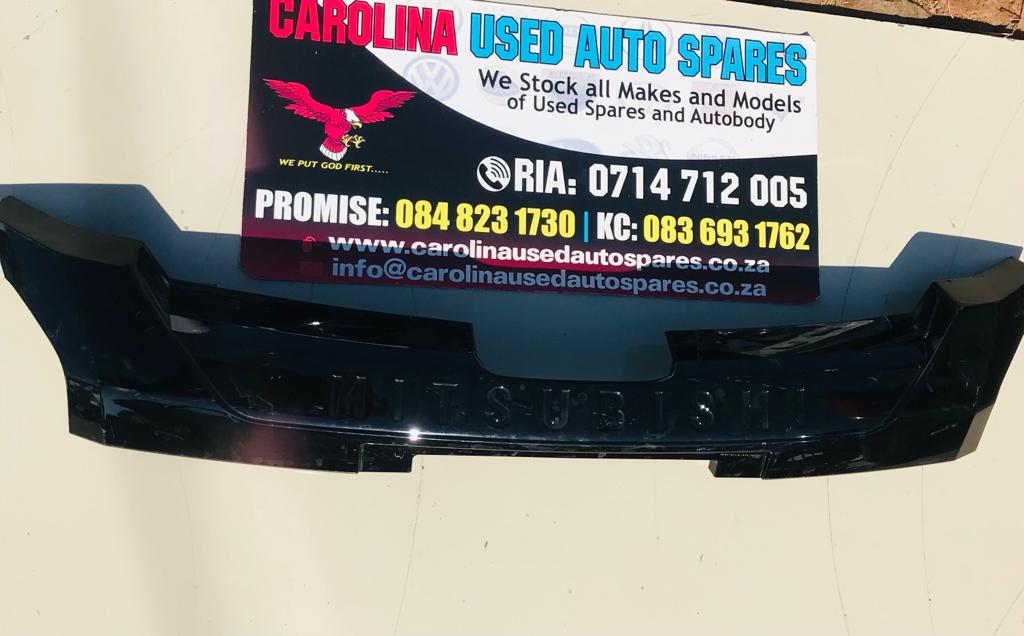 CAROLINA USED AUTO SPARES
We Stock all Makes and Models
of Used Spares and Autobody
WE PUT GOD FIRST.....
RIA: 0714 712 005
PROMISE: 084 823 1730 | KC: 083 693 1762
www.carolinausedautospares.co.za
info@carolinausedautospares.co.za
MITSUBISHI